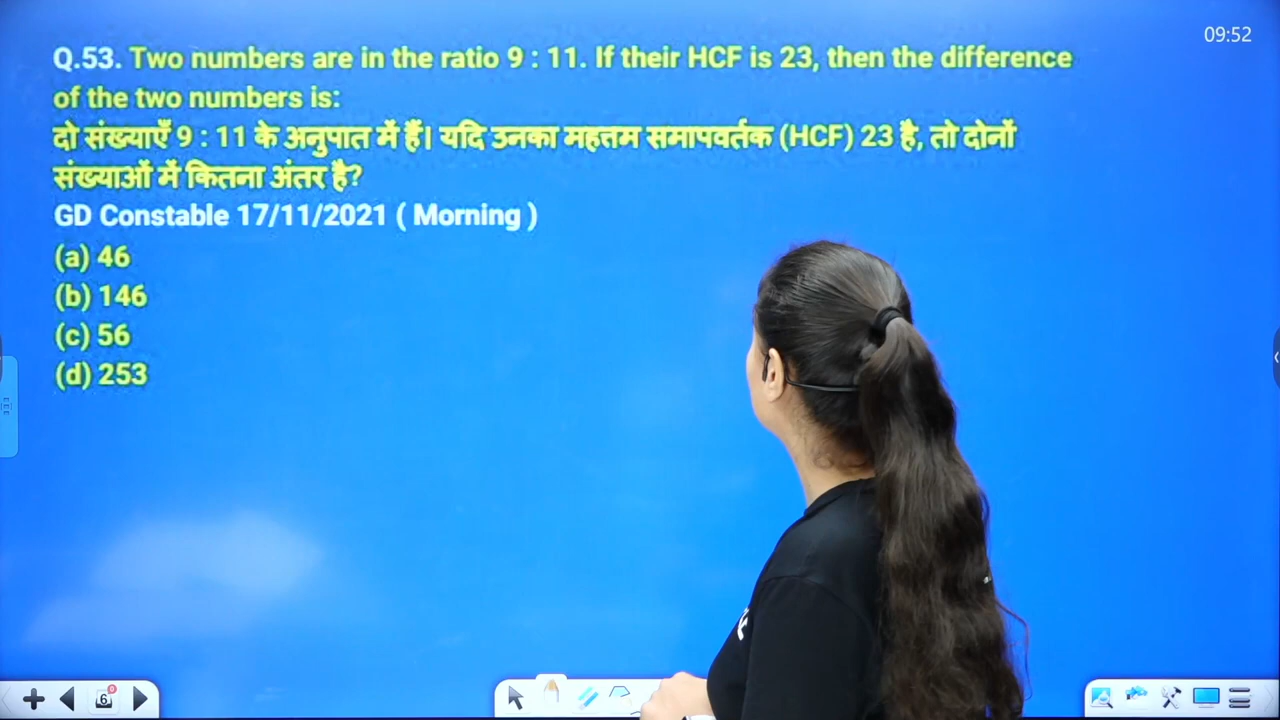 09:52
Q.53. Two numbers are in the ratio 9 : 11. If their HCF is 23, then the difference
of the two numbers is:
दो संख्याएँ 9 : 11 के अनुपात में हैं। यदि उनका महत्तम समापवर्तक (HCF) 23 है, तो दोनों
संख्याओं में कितना अंतर है?
GD Constable 17/11/2021 ( Morning )
(a) 46
(b) 146
(c) 56
(d) 253
6